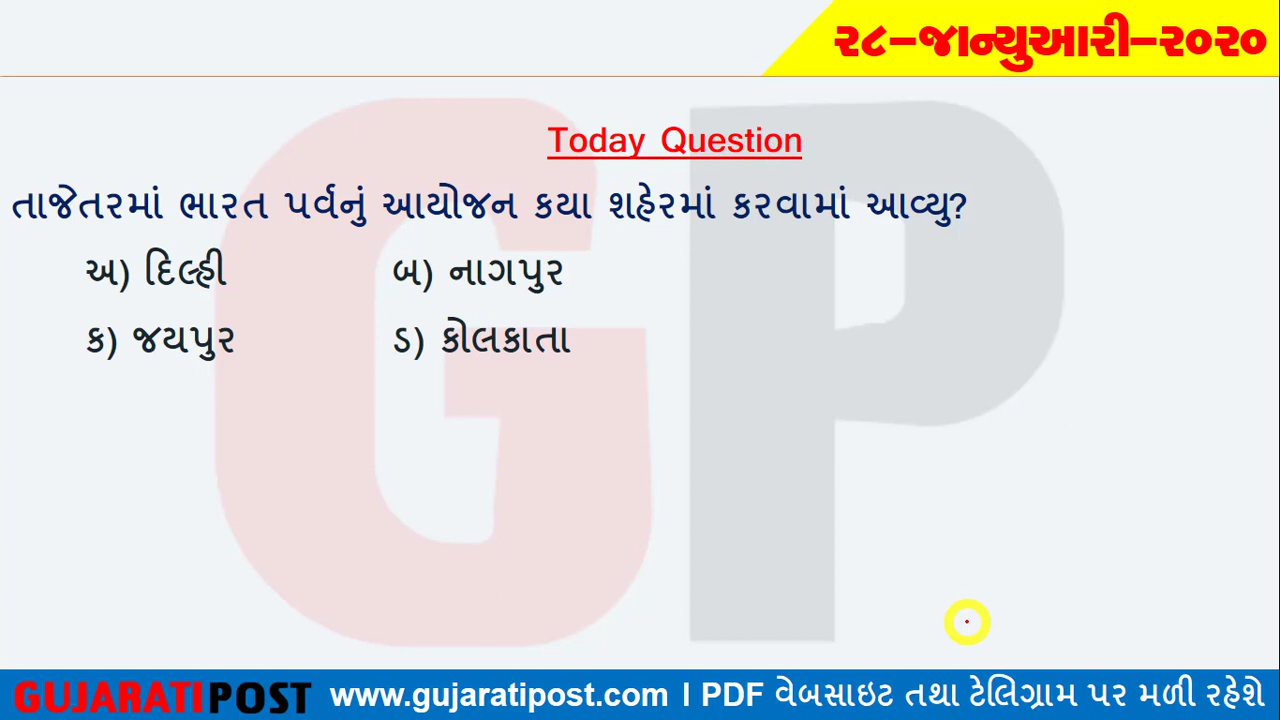 ૨૮-જાન્યુઆરી-૨૦૨૦
GP
Today Question
તાજેતરમાં ભારત પર્વનું આયોજન કયા શહેરમાં કરવામાં આવ્યુ?
અ) દિલ્હી બ) નાગપુર
ક) જયપુર ડ) કોલકાતા
GUJARATIPOST www.gujaratipost.com I PDF વેબસાઇટ તથા ટેલિગ્રામ પર મળી રહેશે